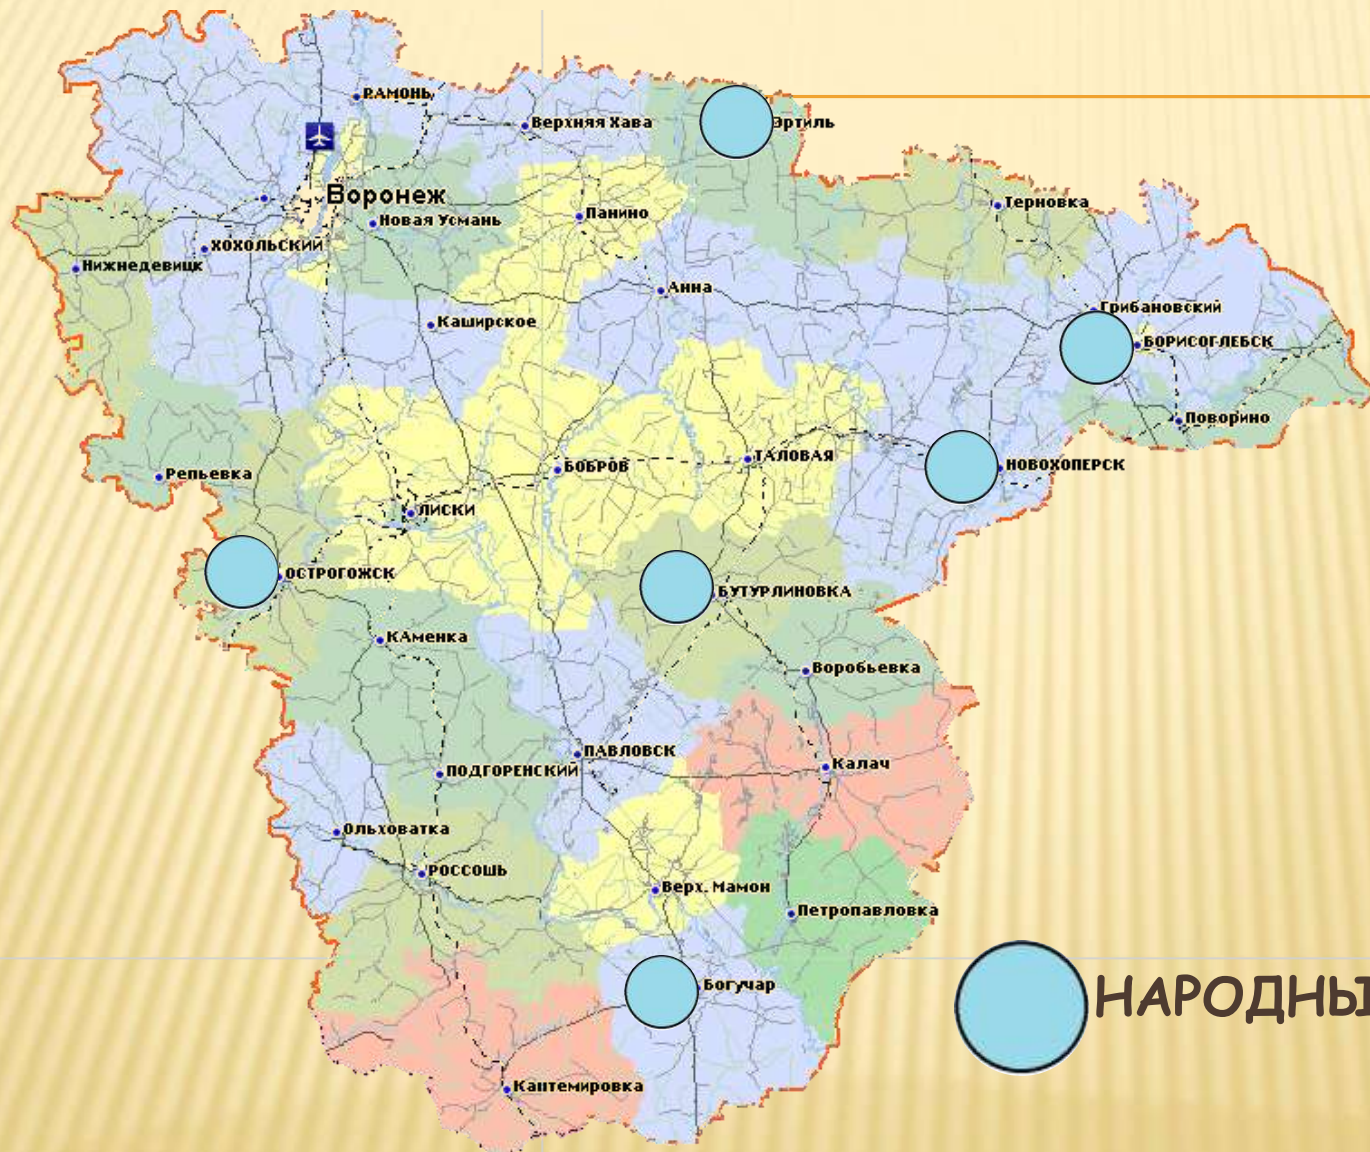 РАМОНЬ
Верхняя Хава
Эртиль
Воронеж
Новая Усмань
Панино
Терновка
ХОХОЛЬСКИЙ
Нижнедевицк
Анна
Каширское
Грибановский
БОРИСОГЛЕБСК
Поворино
Репьевка
БОБРОВ
ТАЛОВАЯ
НОВОХОПЕРСК
ЛИСКИ
ОСТРОГОЖСК
БУТУРЛИНОВКА
КАменка
Воробьевка
ПАВЛОВСК
ПОДГОРЕНСКИЙ
Калач
Ольховатка
РОССОШЬ
Верх. Мамон
Петропавловка
Богучар
НАРОДНЫ
Кантемировка